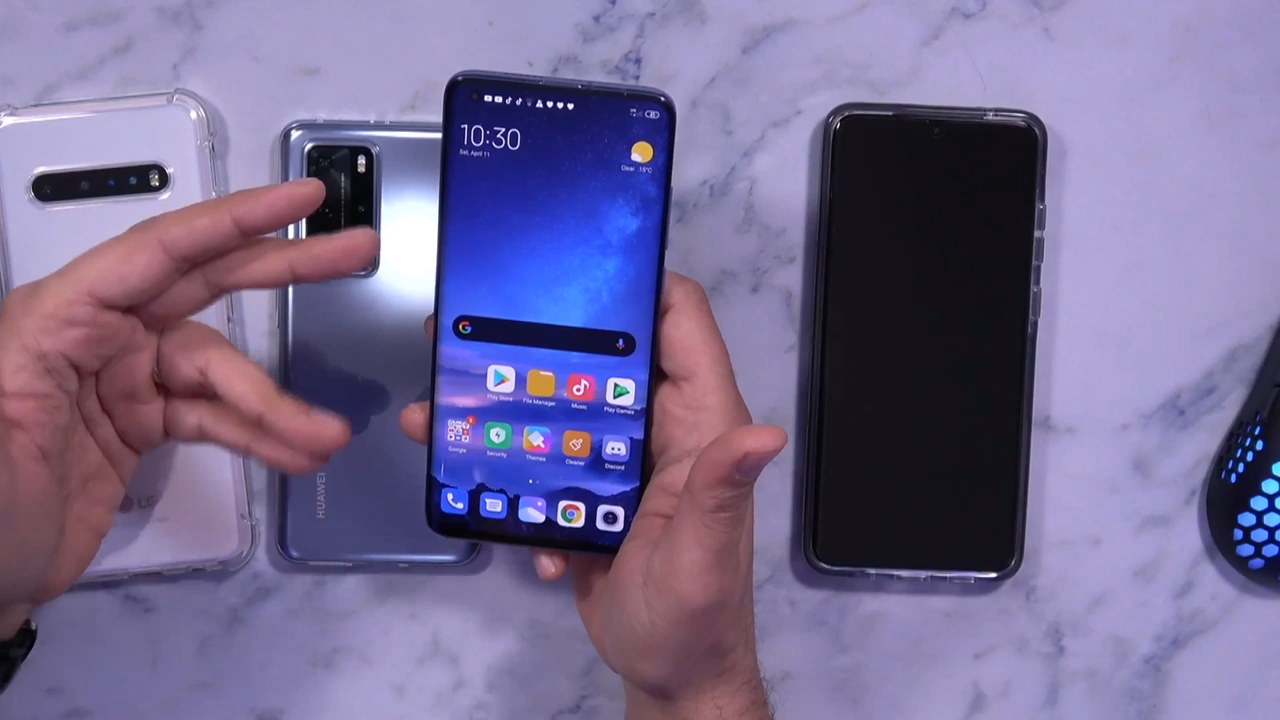 10:30
Sat, April 11
Clear 15°C
Play Store
File Manager
Music
Play Games
Google
Security
Themes
Cleaner
Discord
HUAWEI
LG